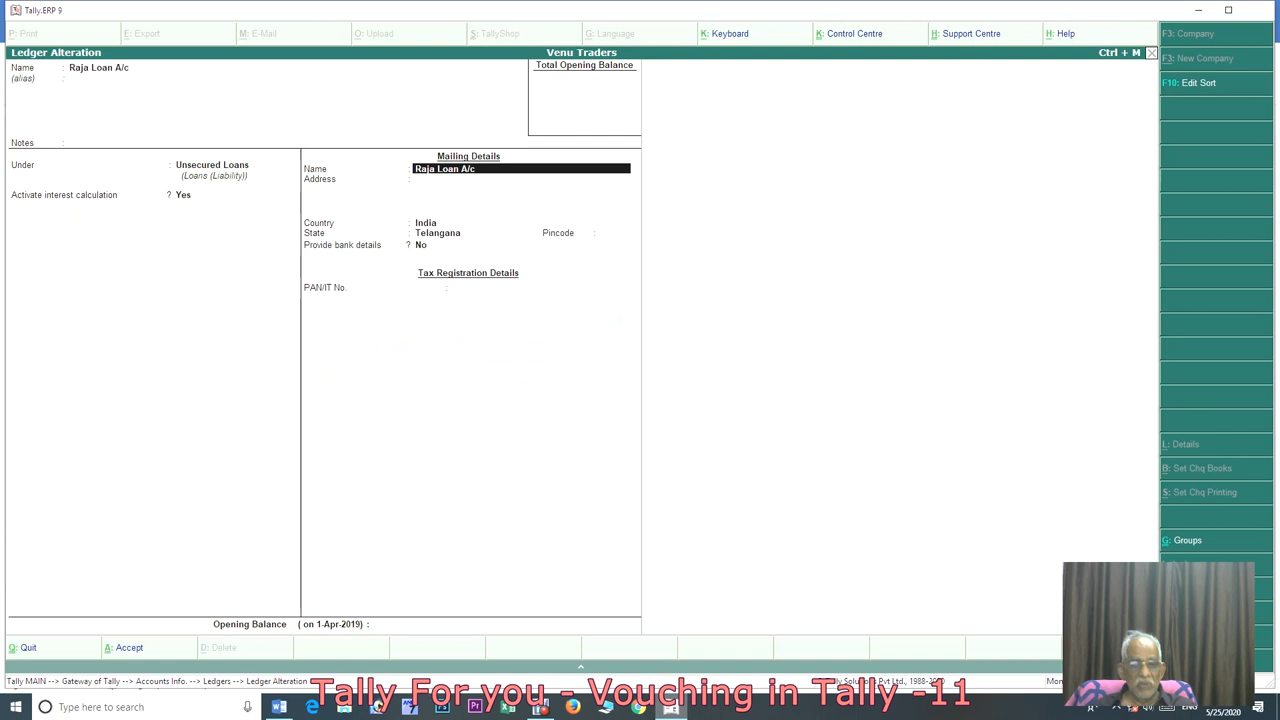 Tally.ERP 9
P: Print
E: Export
M: E-Mail
O: Upload
S: TallyShop
G: Language
K: Keyboard
K: Control Centre
H: Support Centre
H: Help
F3: Company
F3: New Company
F10: Edit Sort
Ledger Alteration
Venu Traders
Ctrl + M
Name : Raja Loan A/c
(alias) :
Total Opening Balance
Notes :
Under : Unsecured Loans
(Loans (Liability))
Activate interest calculation ? Yes
Mailing Details
Name : Raja Loan A/c
Address :
Country : India
State : Telangana Pincode :
Provide bank details ? No
Tax Registration Details
PAN/IT No. :
L: Details
B: Set Chq Books
S: Set Chq Printing
G: Groups
Opening Balance ( on 1-Apr-2019) :
Q: Quit
A: Accept
D: Delete
Tally MAIN --> Gateway of Tally --> Accounts Info. --> Ledgers --> Ledger Alteration
Pvt Ltd., 1988-
Tally For you - Vouching in Tally -11
Type here to search
5/25/2020